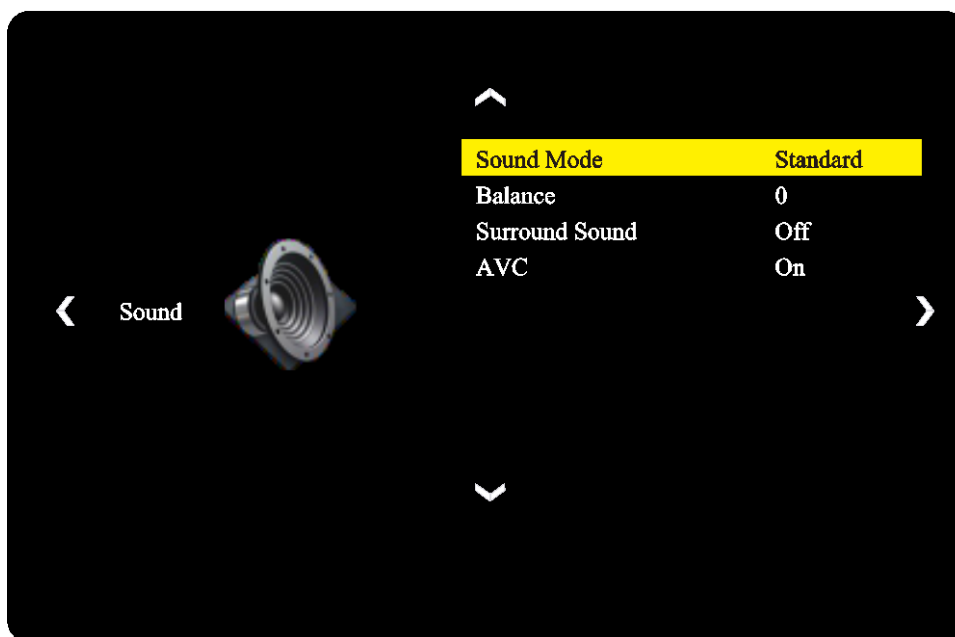 Sound
Sound Mode Standard
Balance 0
Surround Sound Off
AVC On